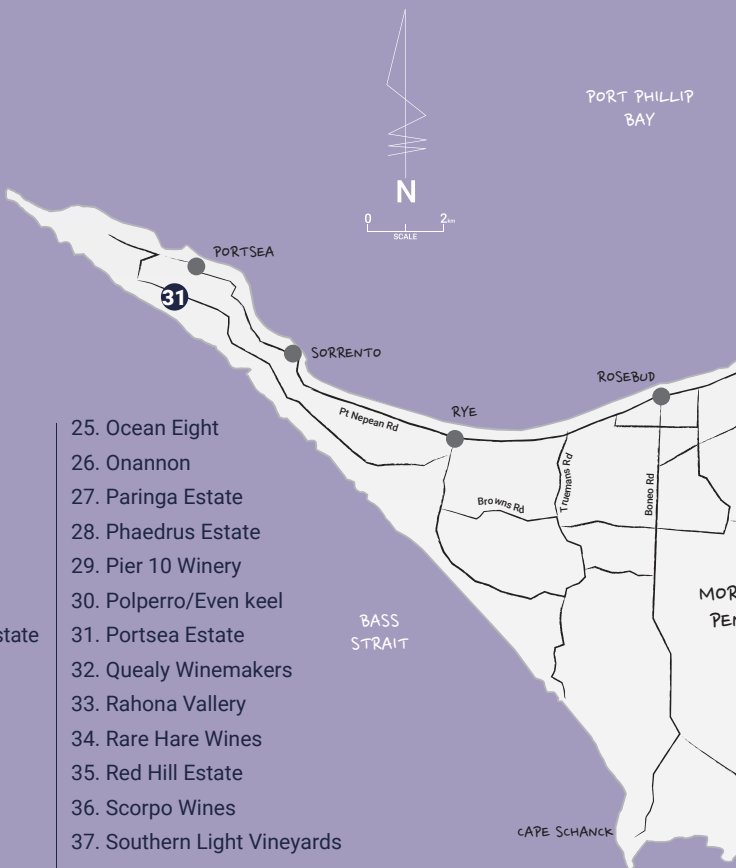 PORT PHILLIP
BAY
N
0 2km
SCALE
PORTSEA
31
SORRENTO
ROSEBUD
RYE
Pt Nepean Rd
Truemans Rd
Boneo Rd
Browns Rd
BASS
STRAIT
MOR
PEN
CAPE SCHANCK
state
25. Ocean Eight
26. Onannon
27. Paringa Estate
28. Phaedrus Estate
29. Pier 10 Winery
30. Polperro/Even keel
31. Portsea Estate
32. Quealy Winemakers
33. Rahona Vallery
34. Rare Hare Wines
35. Red Hill Estate
36. Scorpo Wines
37. Southern Light Vineyards